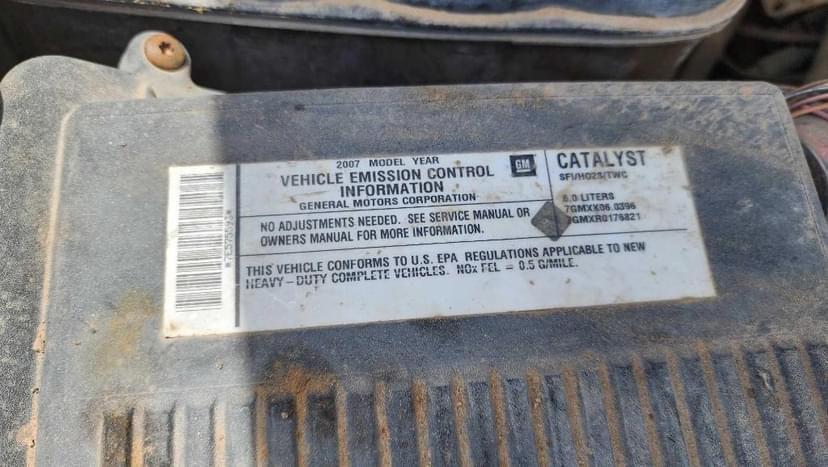 2007 MODEL YEAR
VEHICLE EMISSION CONTROL
INFORMATION
GENERAL MOTORS CORPORATION
GM
NO ADJUSTMENTS NEEDED. SEE SERVICE MANUAL OR
OWNERS MANUAL FOR MORE INFORMATION.
CATALYST
SFI/HO2S/TWC
6.0 LITERS
7GMXK06.0396
7GMXR0176821
THIS VEHICLE CONFORMS TO U.S. EPA REGULATIONS APPLICABLE TO NEW
HEAVY-DUTY COMPLETE VEHICLES. NOx FEL = 0.5 G/MILE.